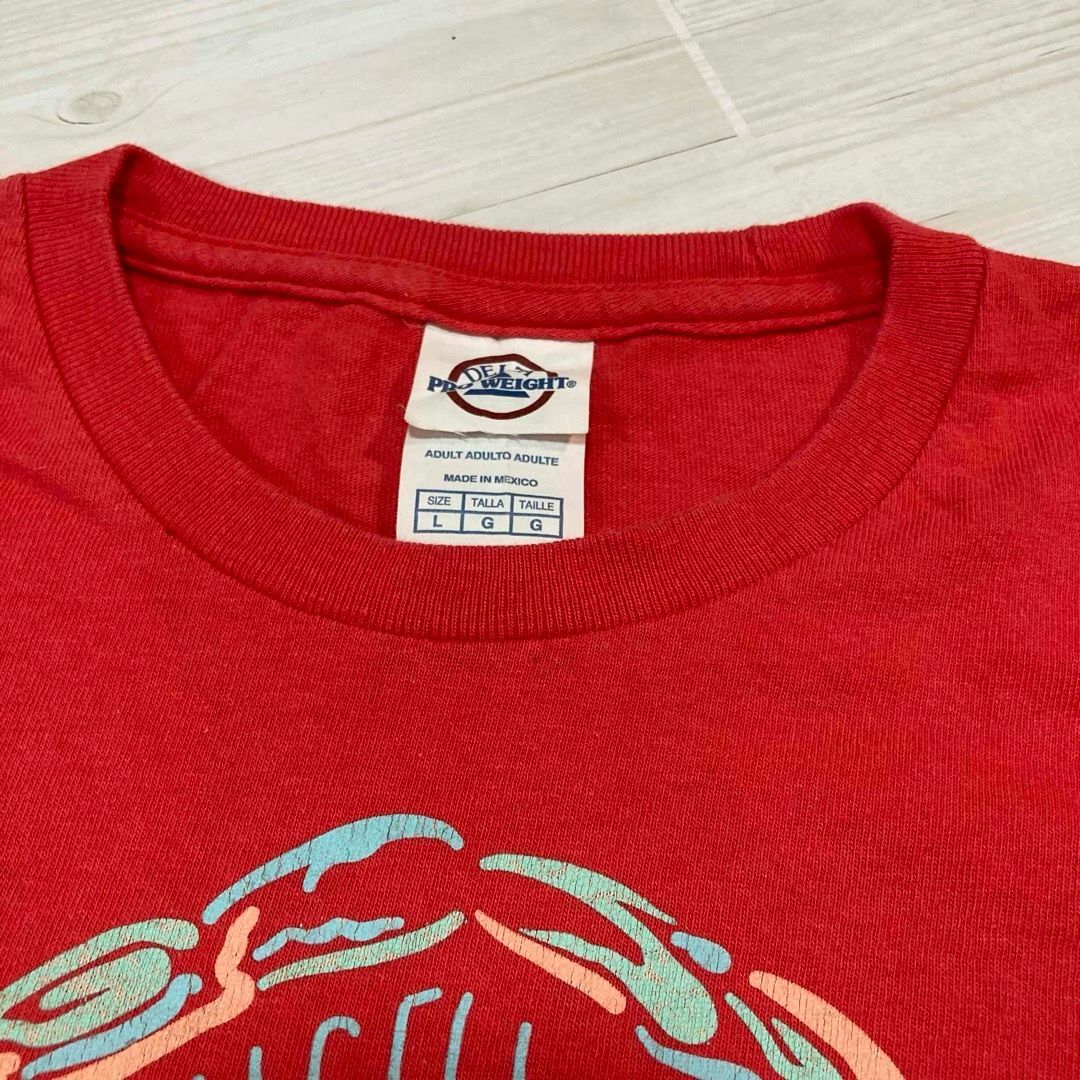 DELTA
PRO WEIGHT®
ADULT ADULTO ADULTE
MADE IN MEXICO
SIZE TALLA TAILLE
L G G